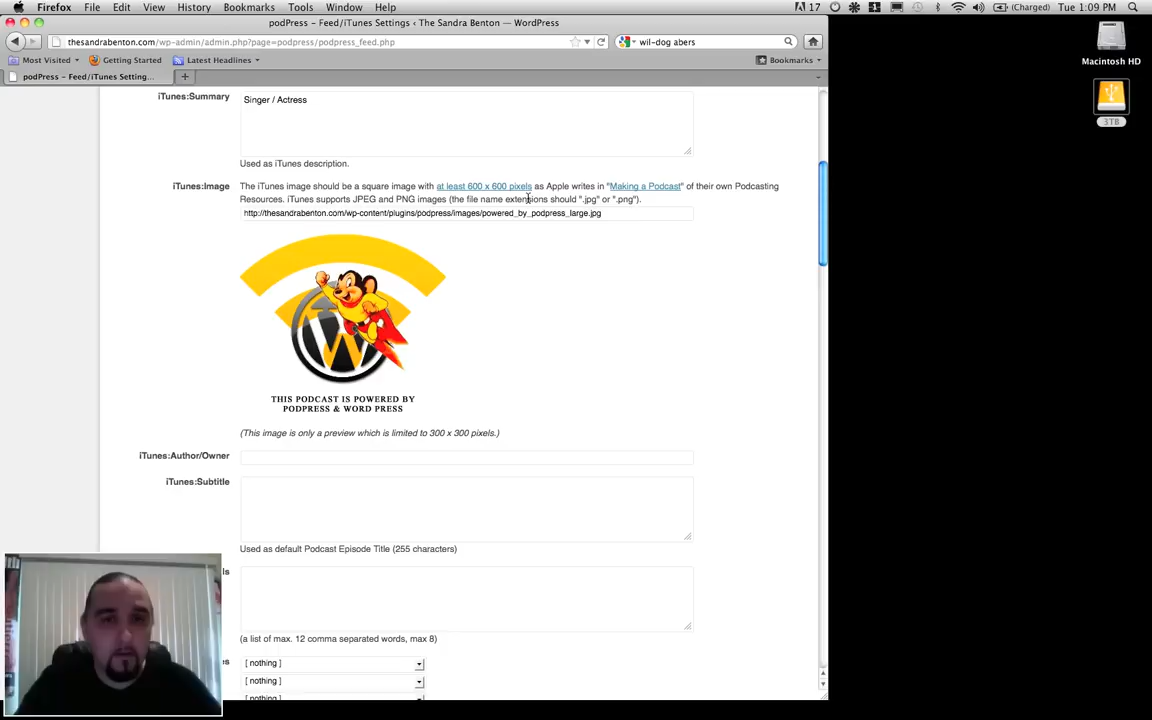 Firefox File Edit View History Bookmarks Tools Window Help 17 (Charged) Tue 1:09 PM
podPress – Feed/iTunes Settings ‹ The Sandra Benton — WordPress
thesandrabenton.com/wp-admin/admin.php?page=podpress/podpress_feed.php wil-dog abers
Most Visited Getting Started Latest Headlines Bookmarks
podPress – Feed/iTunes Setting...
Macintosh HD
3TB
iTunes:Summary
Singer / Actress
Used as iTunes description.
iTunes:Image The iTunes image should be a square image with at least 600 x 600 pixels as Apple writes in "Making a Podcast" of their own Podcasting
Resources. iTunes supports JPEG and PNG images (the file name extensions should ".jpg" or ".png").
http://thesandrabenton.com/wp-content/plugins/podpress/images/powered_by_podpress_large.jpg
W
THIS PODCAST IS POWERED BY
PODPRESS & WORD PRESS
(This image is only a preview which is limited to 300 x 300 pixels.)
iTunes:Author/Owner
iTunes:Subtitle
Used as default Podcast Episode Title (255 characters)
ls
(a list of max. 12 comma separated words, max 8)
es [ nothing ]
[ nothing ]
[ nothing ]